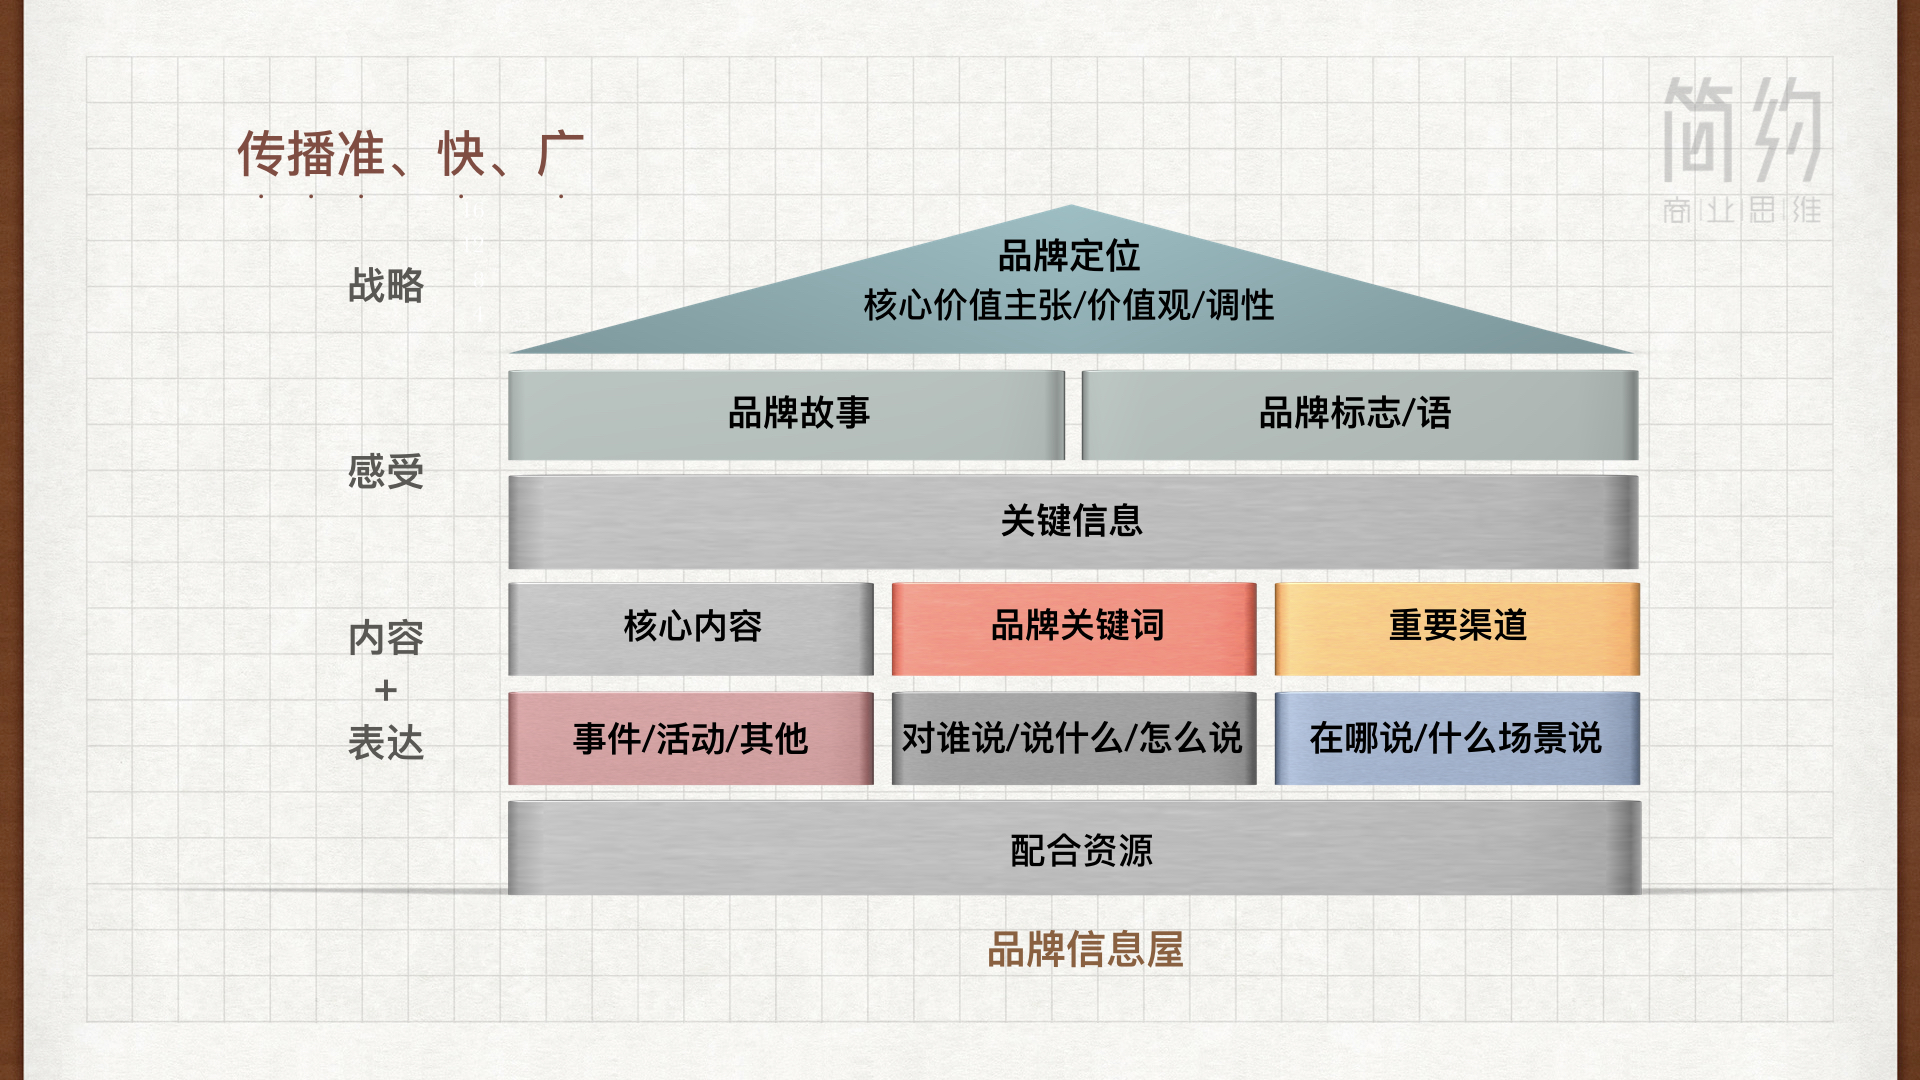 传播准、快、广
简约
商业思维
战略
品牌定位
核心价值主张/价值观/调性
品牌故事
品牌标志/语
感受
关键信息
内容
+
表达
核心内容
品牌关键词
重要渠道
事件/活动/其他
对谁说/说什么/怎么说
在哪说/什么场景说
配合资源
品牌信息屋